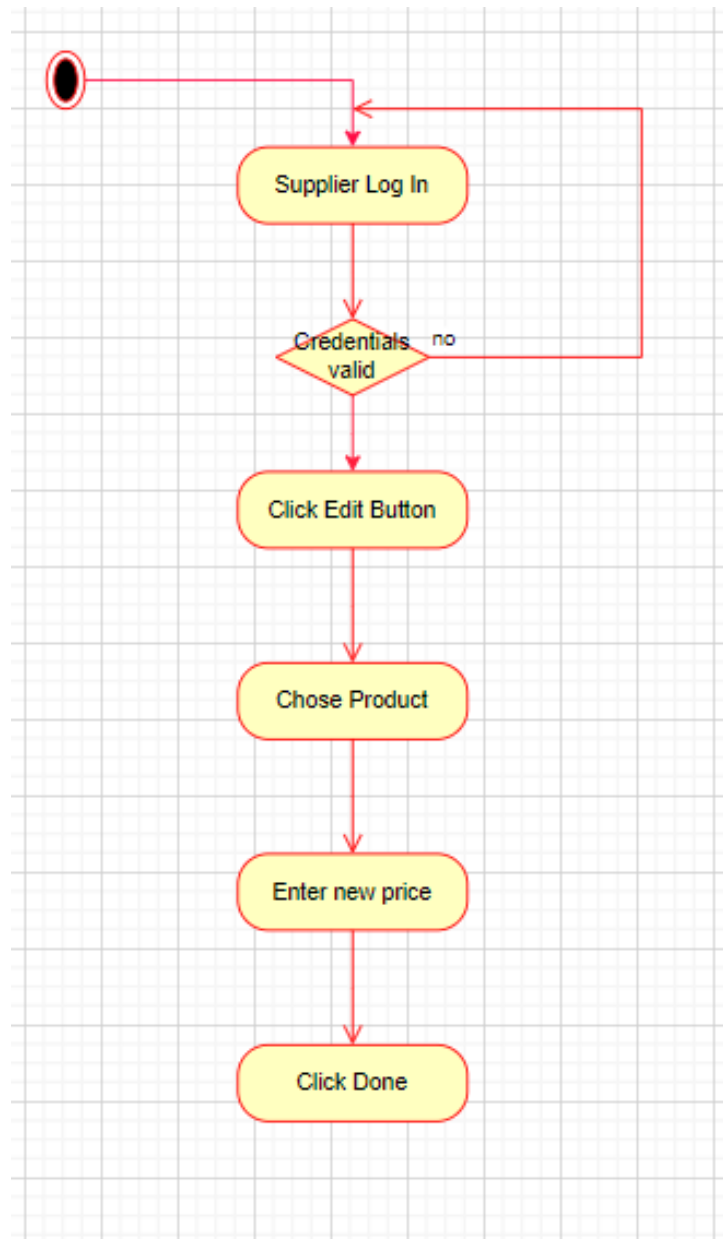 Supplier Log In
Credentials
valid
no
Click Edit Button
Chose Product
Enter new price
Click Done